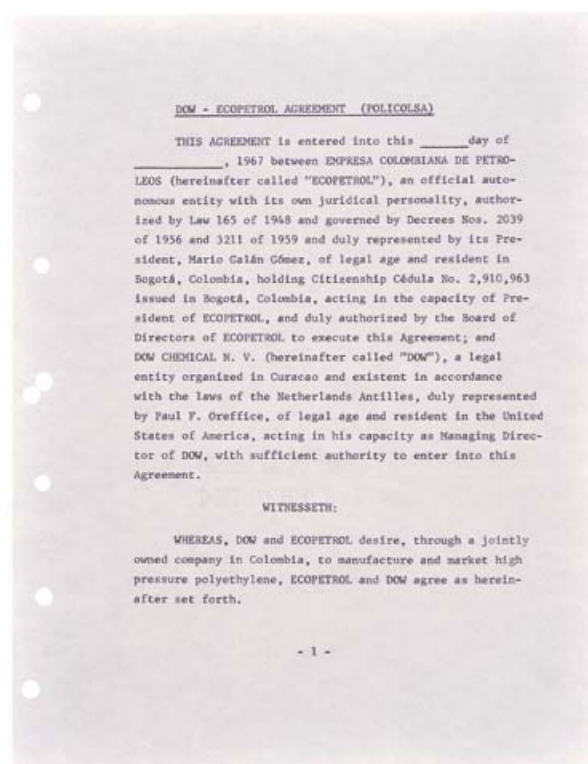 DOW - ECOPETROL AGREEMENT (POLICOLSA)
THIS AGREEMENT is entered into this ______day of
____________, 1967 between EMPRESA COLOMBIANA DE PETRO-
LEOS (hereinafter called "ECOPETROL"), an official auto-
nomous entity with its own juridical personality, author-
ized by Law 165 of 1948 and governed by Decrees Nos. 2039
of 1956 and 3211 of 1959 and duly represented by its Pre-
sident, Mario Galán Gómez, of legal age and resident in
Bogotá, Colombia, holding Citizenship Cédula No. 2,910,963
issued in Bogotá, Colombia, acting in the capacity of Pre-
sident of ECOPETROL, and duly authorized by the Board of
Directors of ECOPETROL to execute this Agreement; and
DOW CHEMICAL N. V. (hereinafter called "DOW"), a legal
entity organized in Curacao and existent in accordance
with the laws of the Netherlands Antilles, duly represented
by Paul F. Oreffice, of legal age and resident in the United
States of America, acting in his capacity as Managing Direc-
tor of DOW, with sufficient authority to enter into this
Agreement.
WITNESSETH:
WHEREAS, DOW and ECOPETROL desire, through a jointly
owned company in Colombia, to manufacture and market high
pressure polyethylene, ECOPETROL and DOW agree as herein-
after set forth.
- 1 -